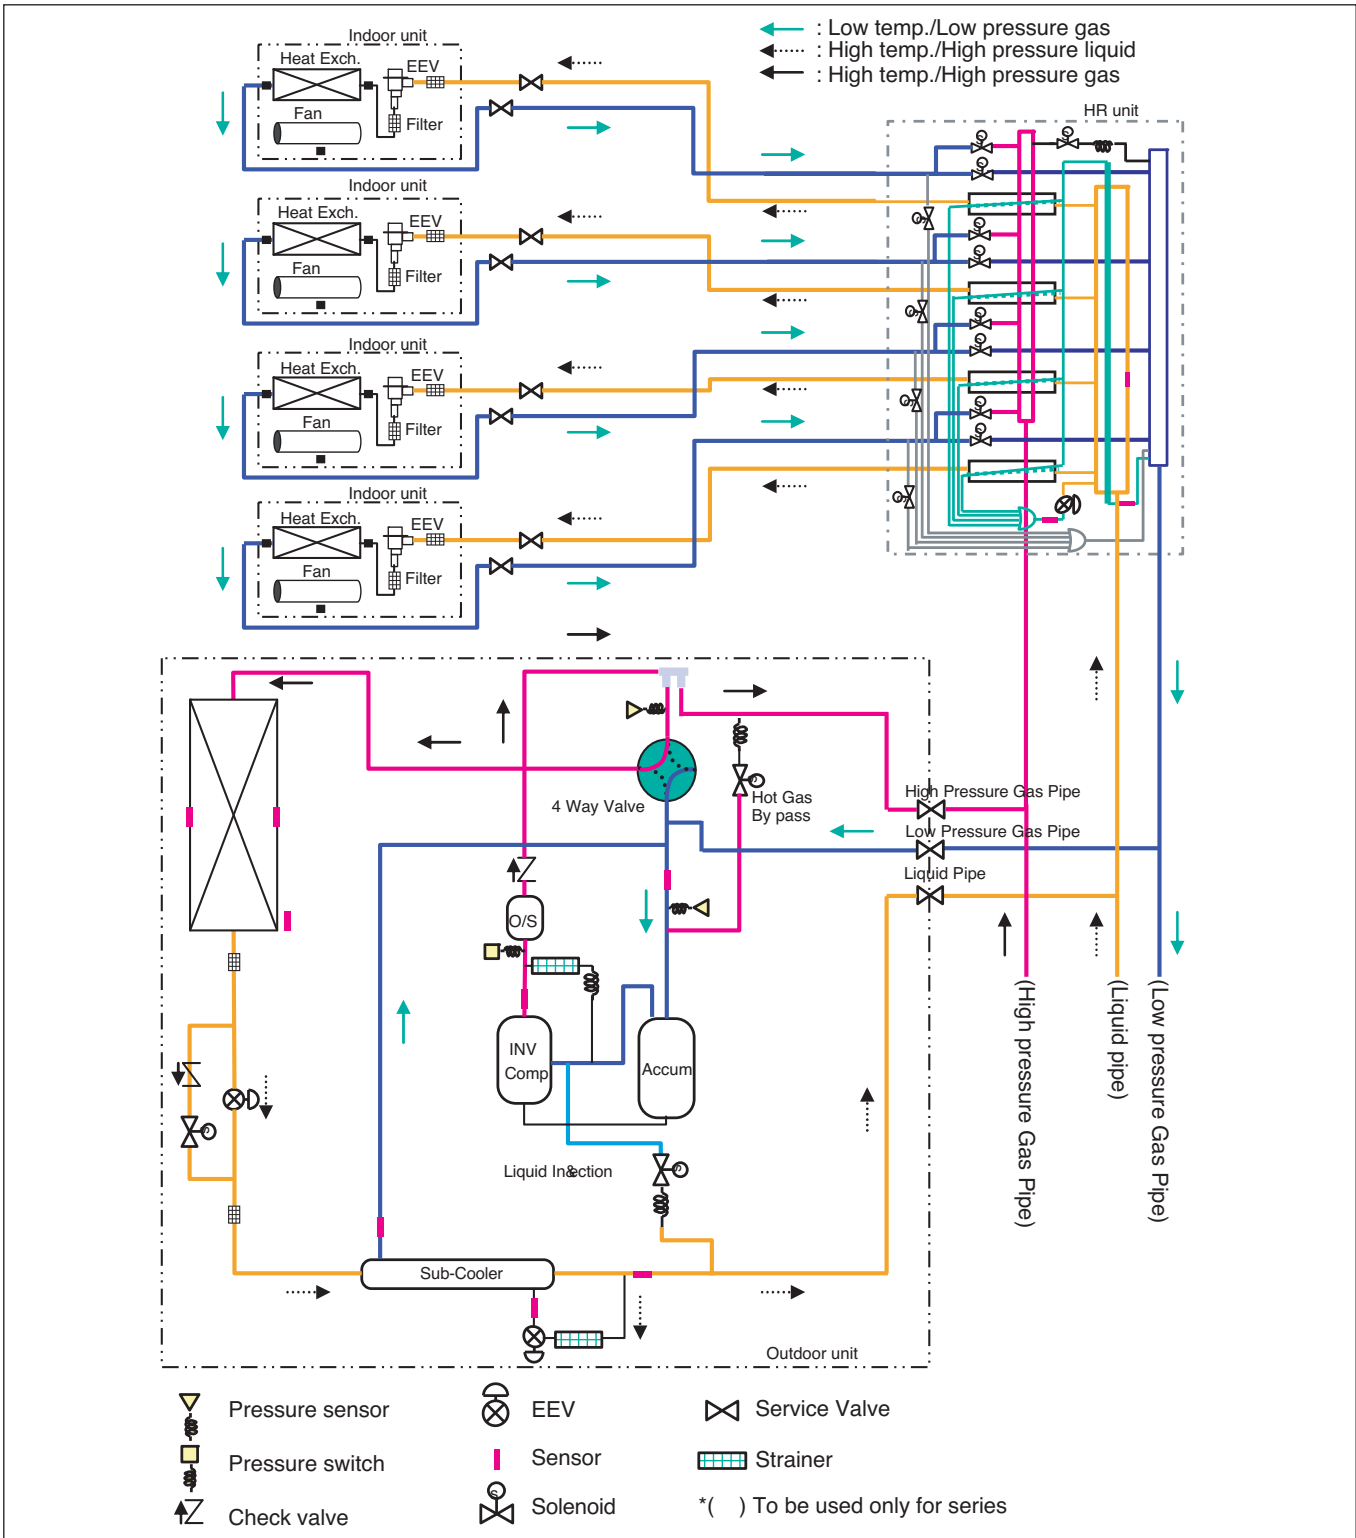 : Low temp./Low pressure gas
: High temp./High pressure liquid
: High temp./High pressure gas
HR unit
Indoor unit
Heat Exch.
EEV
Fan
Filter
Indoor unit
Heat Exch.
EEV
Fan
Filter
Indoor unit
Heat Exch.
EEV
Fan
Filter
Indoor unit
Heat Exch.
EEV
Fan
Filter
4 Way Valve
Hot Gas
By pass
High Pressure Gas Pipe
Low Pressure Gas Pipe
Liquid Pipe
O/S
INV
Comp
Accum
Liquid Injection
Sub-Cooler
Outdoor unit
(High pressure Gas Pipe)
(Liquid pipe)
(Low pressure Gas Pipe)
Pressure sensor
EEV
Service Valve
Pressure switch
Sensor
Strainer
Check valve
S Solenoid
*( ) To be used only for series